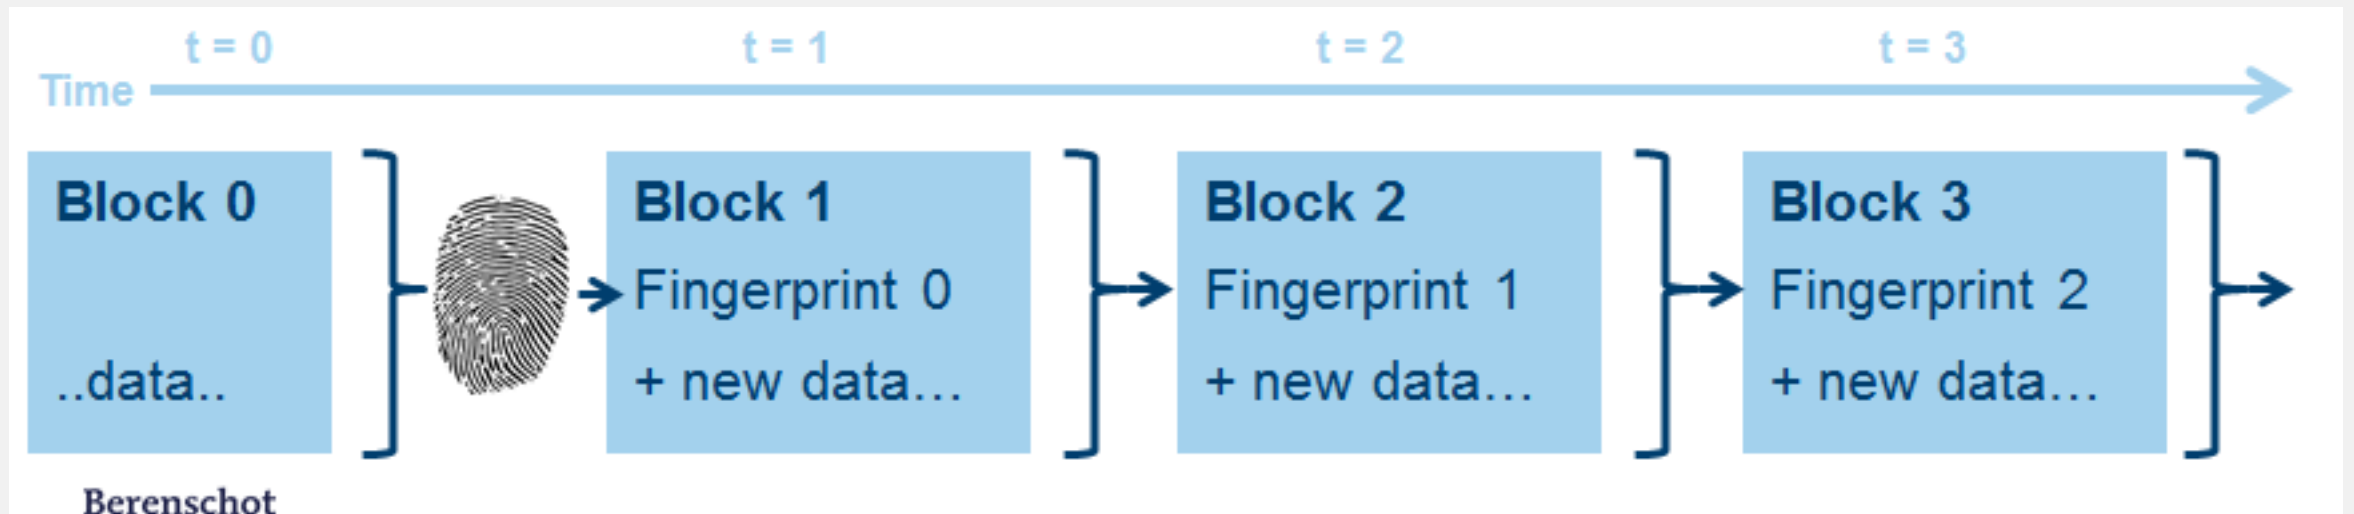 t = 0 t = 1 t = 2 t = 3
Time
Block 0
..data..
Block 1
Fingerprint 0
+ new data…
Block 2
Fingerprint 1
+ new data…
Block 3
Fingerprint 2
+ new data…
Berenschot